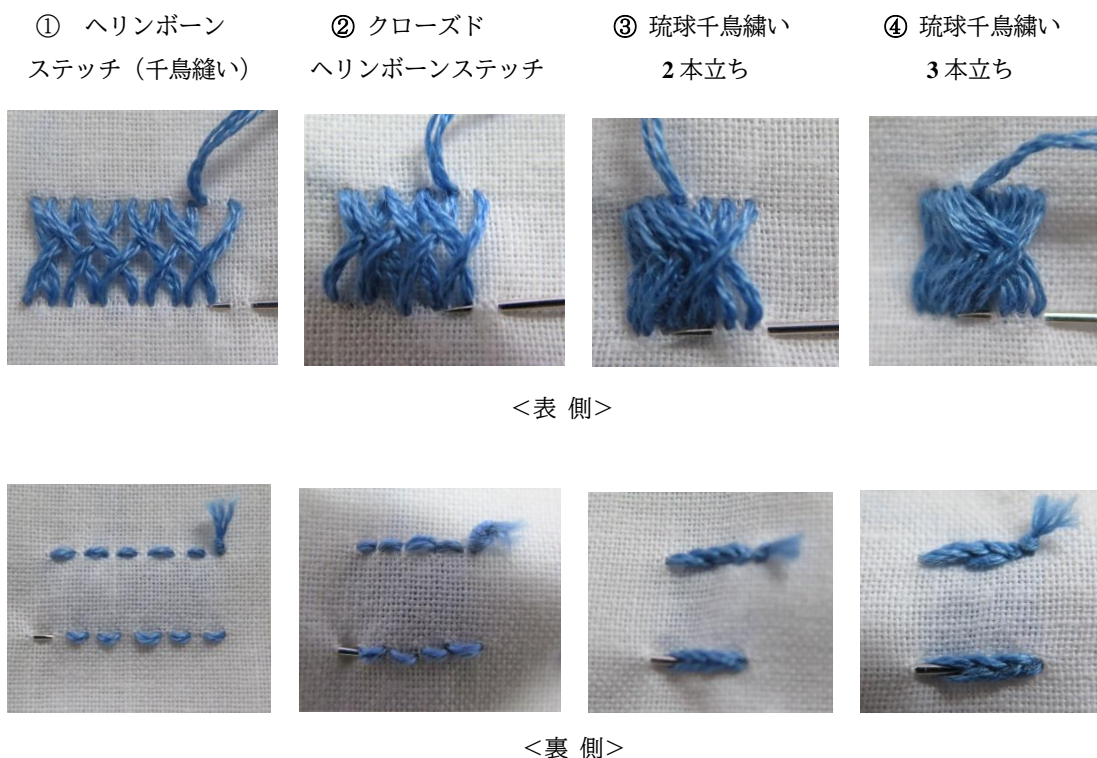 ① ヘリンボーン
ステッチ（千鳥縫い）
② クローズド
ヘリンボーンステッチ
③ 琉球千鳥繍い
2 本立ち
④ 琉球千鳥繍い
3 本立ち
＜表 側＞
＜裏 側＞